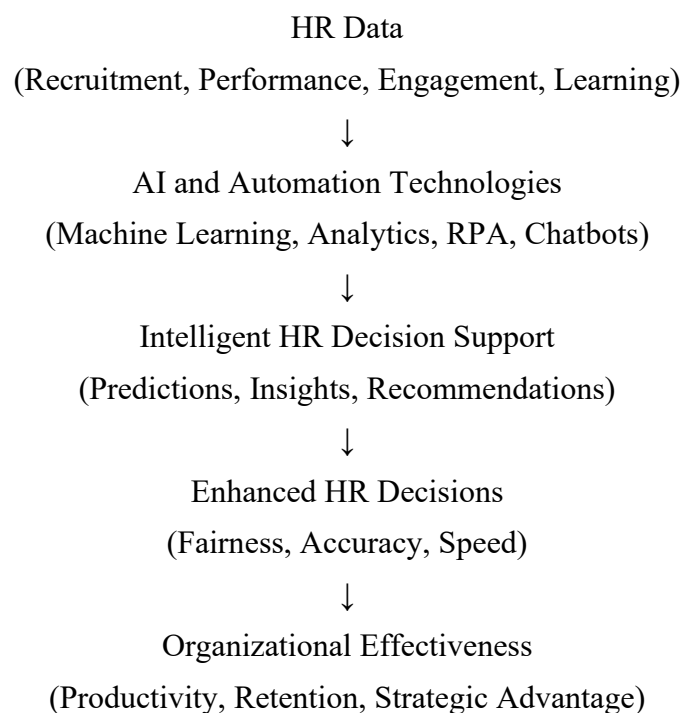 HR Data
(Recruitment, Performance, Engagement, Learning)
↓
AI and Automation Technologies
(Machine Learning, Analytics, RPA, Chatbots)
↓
Intelligent HR Decision Support
(Predictions, Insights, Recommendations)
↓
Enhanced HR Decisions
(Fairness, Accuracy, Speed)
↓
Organizational Effectiveness
(Productivity, Retention, Strategic Advantage)